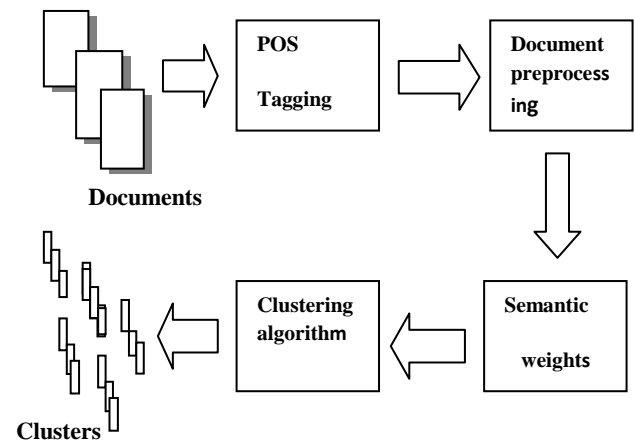 POS
Tagging
Document
preprocess
ing
Documents
Semantic
weights
Clustering
algorithm
Clusters